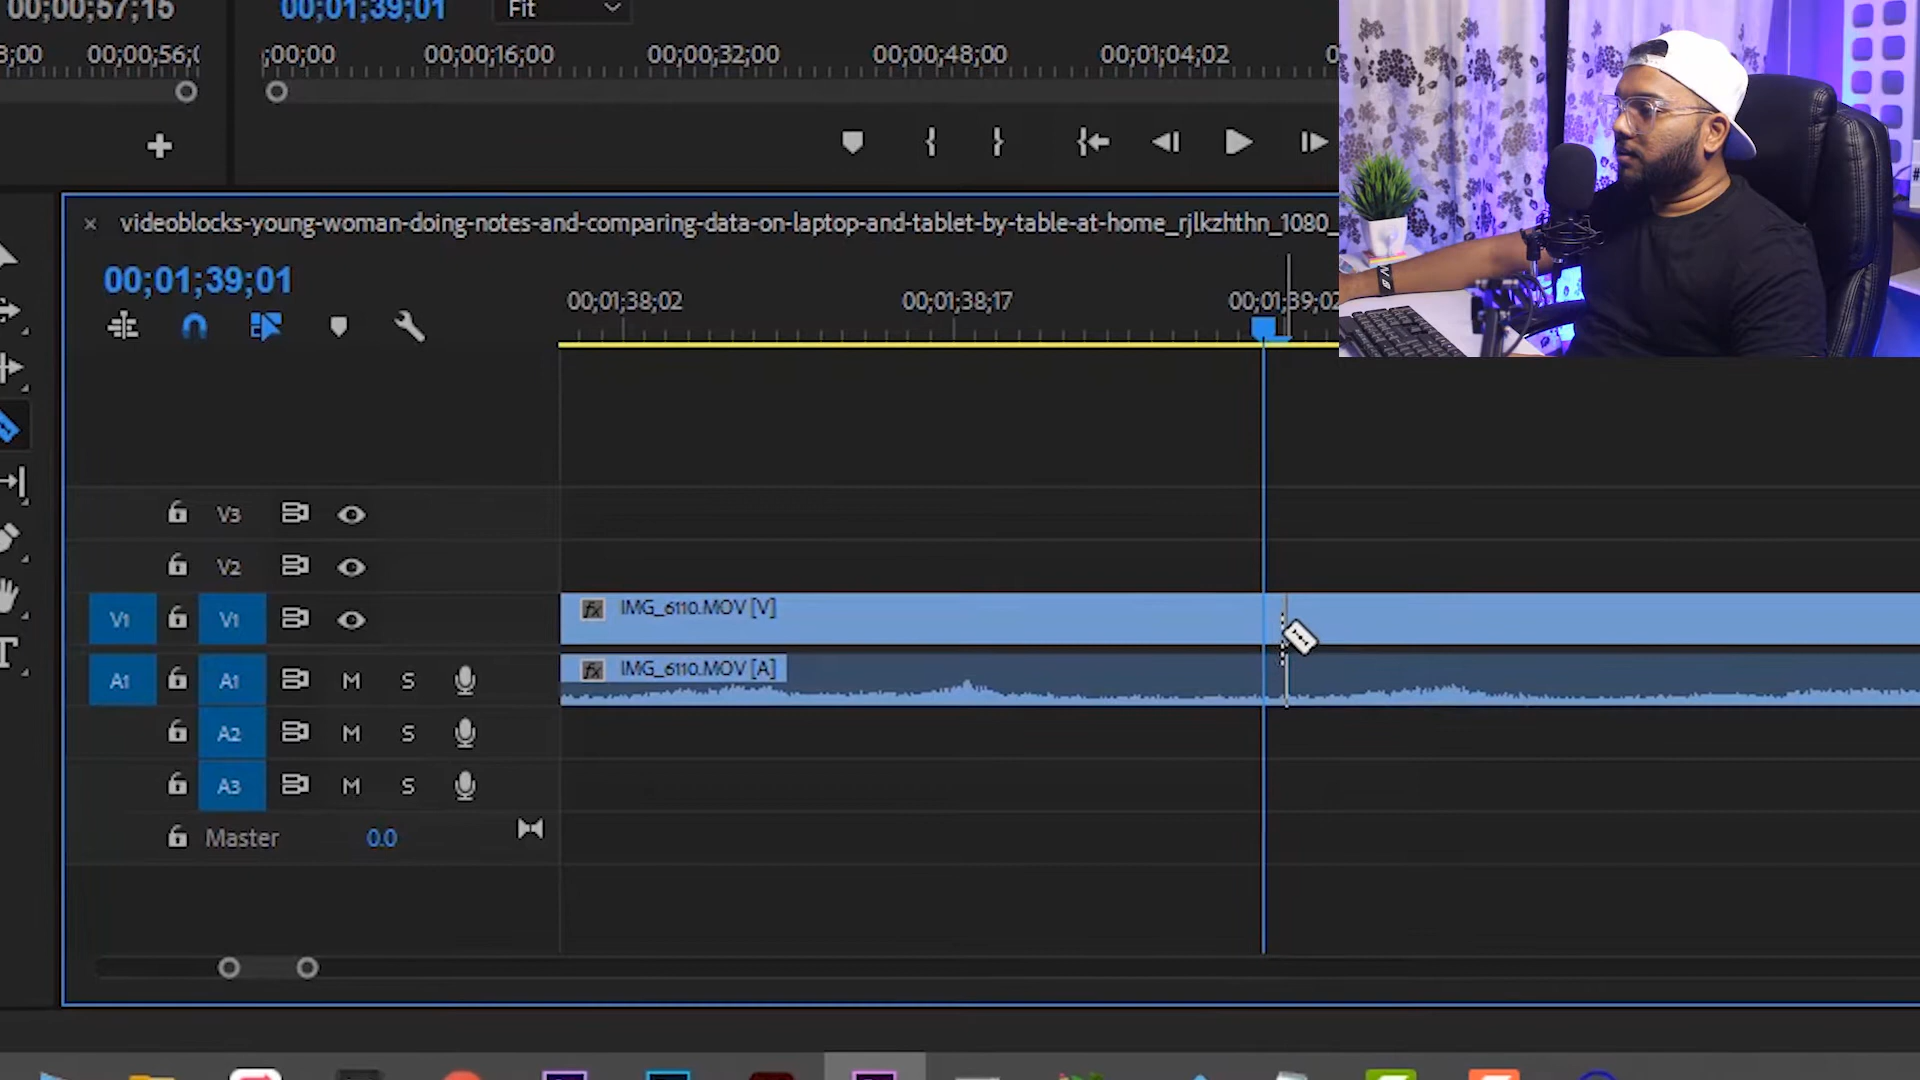 00;00;57;15
00;01;39;01
Fit
00;00;56;0
;00;00
00;00;16;00
00;00;32;00
00;00;48;00
00;01;04;02
videoblocks-young-woman-doing-notes-and-comparing-data-on-laptop-and-tablet-by-table-at-home_rjlkzhthn_1080_
00;01;39;01
00;01;38;02
00;01;38;17
00;01;39;02
V3
V2
V1
V1
fx IMG_6110.MOV [V]
A1
A1
M
S
fx IMG_6110.MOV [A]
A2
M
S
A3
M
S
Master
0.0